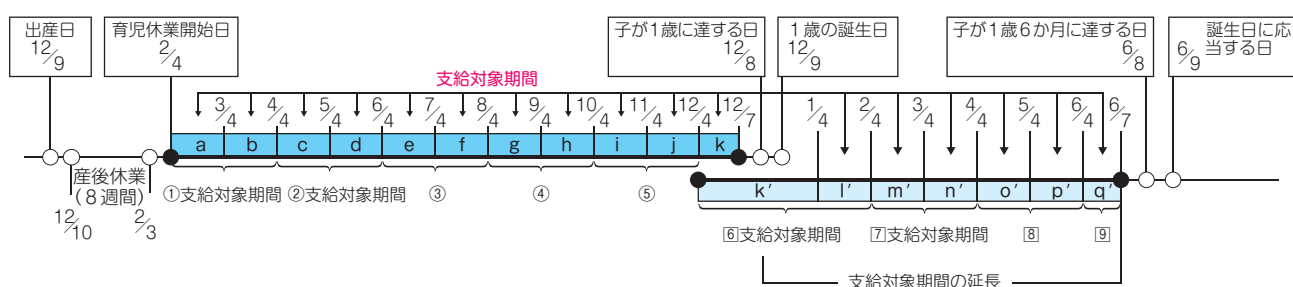 出産日
12/9
育児休業開始日
2/4
子が1歳に達する日
12/8
1歳の誕生日
12/9
子が1歳6か月に達する日
6/8
誕生日に応
当する日
6/9
支給対象期間
3/4 4/4 5/4 6/4 7/4 8/4 9/4 10/4 11/4 12/4 12/7 1/4 2/4 3/4 4/4 5/4 6/4 6/7
a b c d e f g h i j k
産後休業
(8週間)
12/10
2/3
①支給対象期間 ②支給対象期間 ③ ④ ⑤
k´ l´ m´ n´ o´ p´ q´
6支給対象期間 7支給対象期間 8 9
支給対象期間の延長